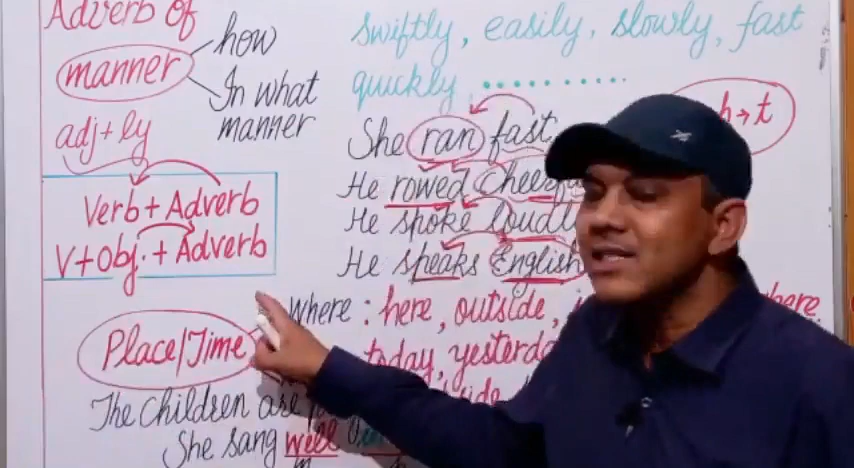 Adverb of
manner
how
In what
manner
adj + ly
Verb + Adverb
V + Obj. + Adverb
swiftly, easily, slowly, fast
quickly ..............
She ran fast
h → t
He rowed
He spoke
He speaks English
Place/Time
Where : here, outside,
today,
The children are
She sang well
m